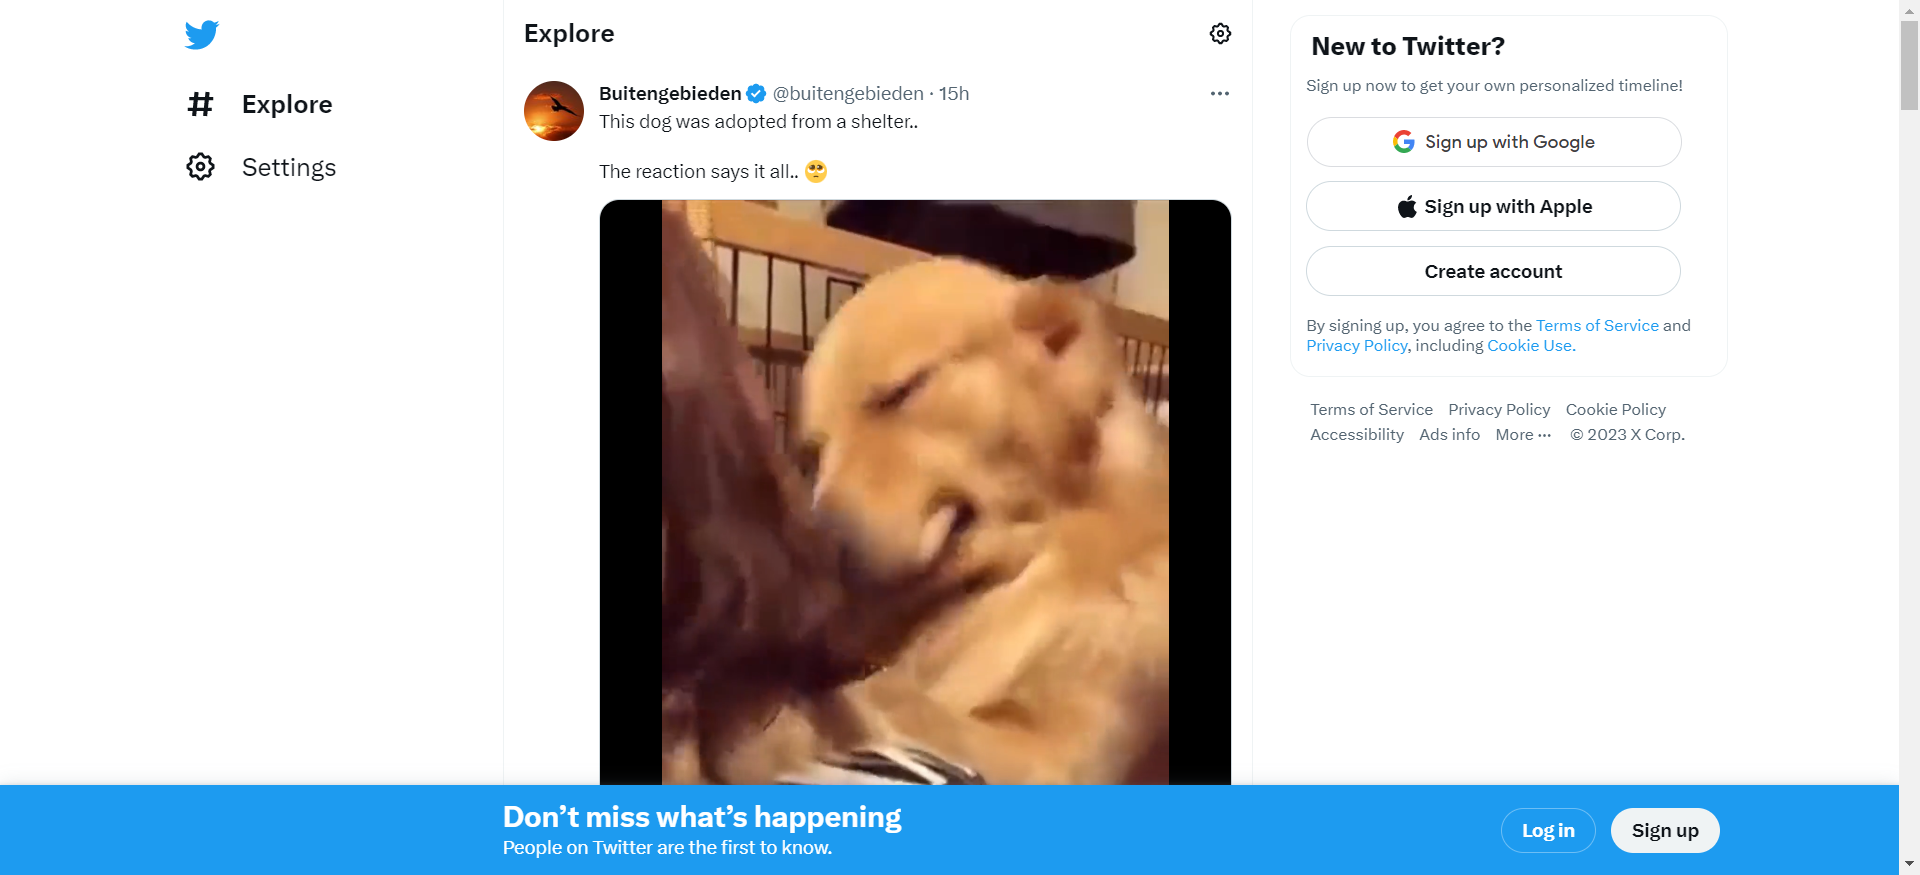 Explore
Settings
Explore
Buitengebieden @buitengebieden · 15h
This dog was adopted from a shelter..
The reaction says it all.. 🥺
New to Twitter?
Sign up now to get your own personalized timeline!
Sign up with Google
Sign up with Apple
Create account
By signing up, you agree to the Terms of Service and
Privacy Policy, including Cookie Use.
Terms of Service Privacy Policy Cookie Policy
Accessibility Ads info More ··· © 2023 X Corp.
Don’t miss what’s happening
People on Twitter are the first to know.
Log in
Sign up